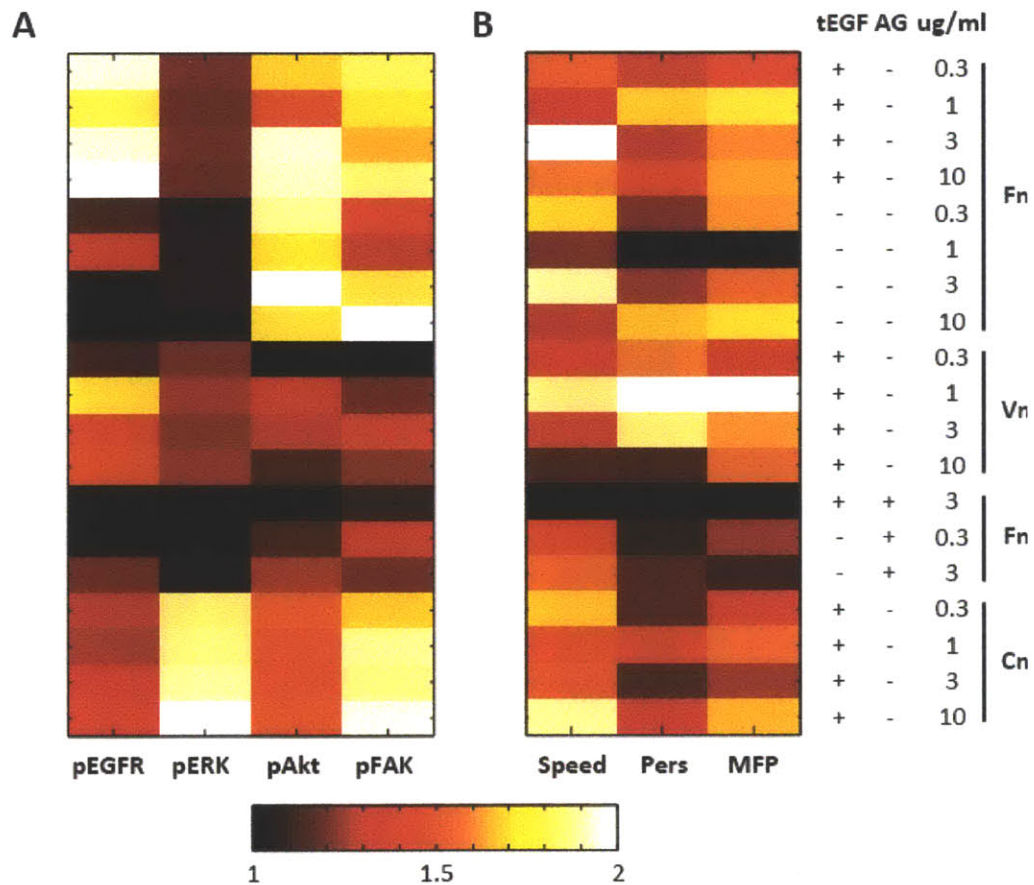 A
B
tEGF AG ug/ml
+ - 0.3
+ - 1
+ - 3
+ - 10
- - 0.3
- - 1
- - 3
- - 10
Fn
+ - 0.3
+ - 1
+ - 3
+ - 10
Vn
+ + 3
- + 0.3
- + 3
Fn
+ - 0.3
+ - 1
+ - 3
+ - 10
Cn
pEGFR pERK pAkt pFAK
Speed Pers MFP
1 1.5 2